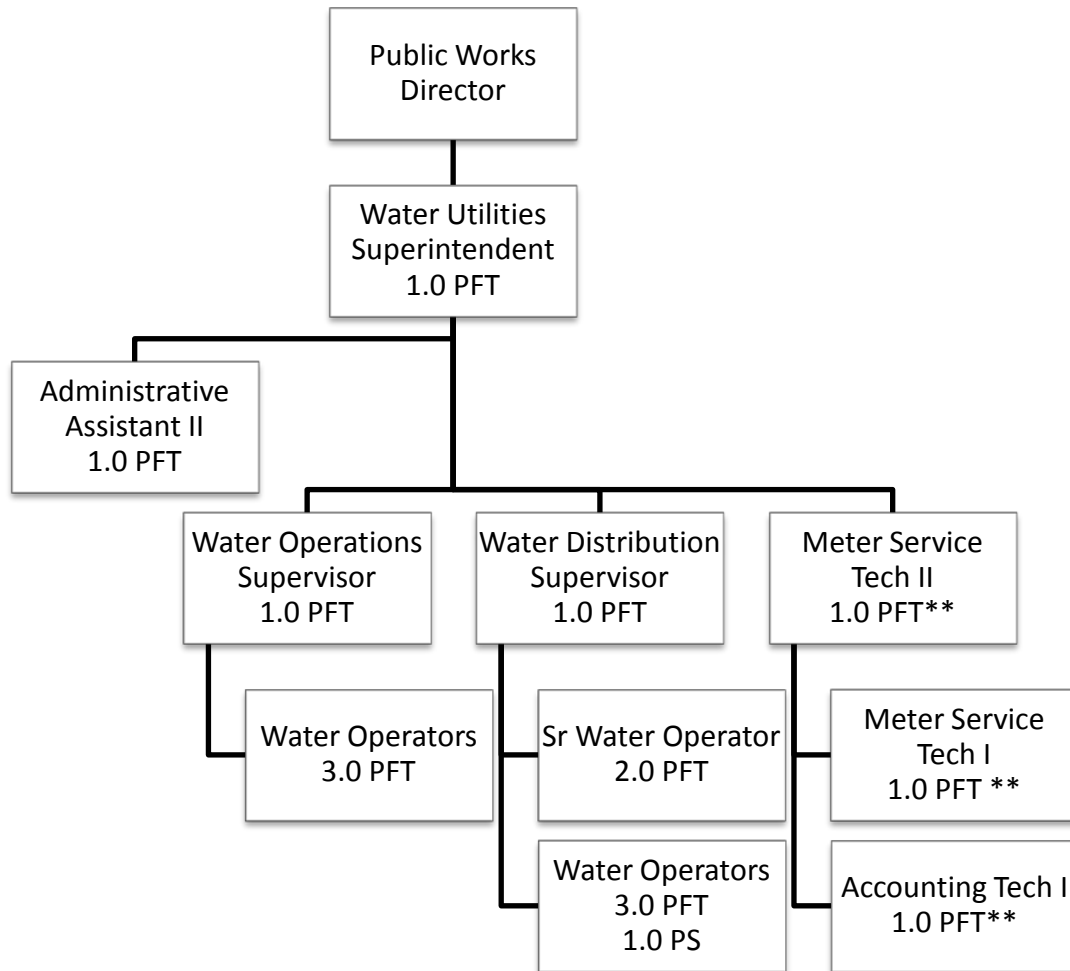 Public Works
Director
Water Utilities
Superintendent
1.0 PFT
Administrative
Assistant II
1.0 PFT
Water Operations
Supervisor
1.0 PFT
Water Distribution
Supervisor
1.0 PFT
Meter Service
Tech II
1.0 PFT**
Water Operators
3.0 PFT
Sr Water Operator
2.0 PFT
Meter Service
Tech I
1.0 PFT **
Water Operators
3.0 PFT
1.0 PS
Accounting Tech I
1.0 PFT**